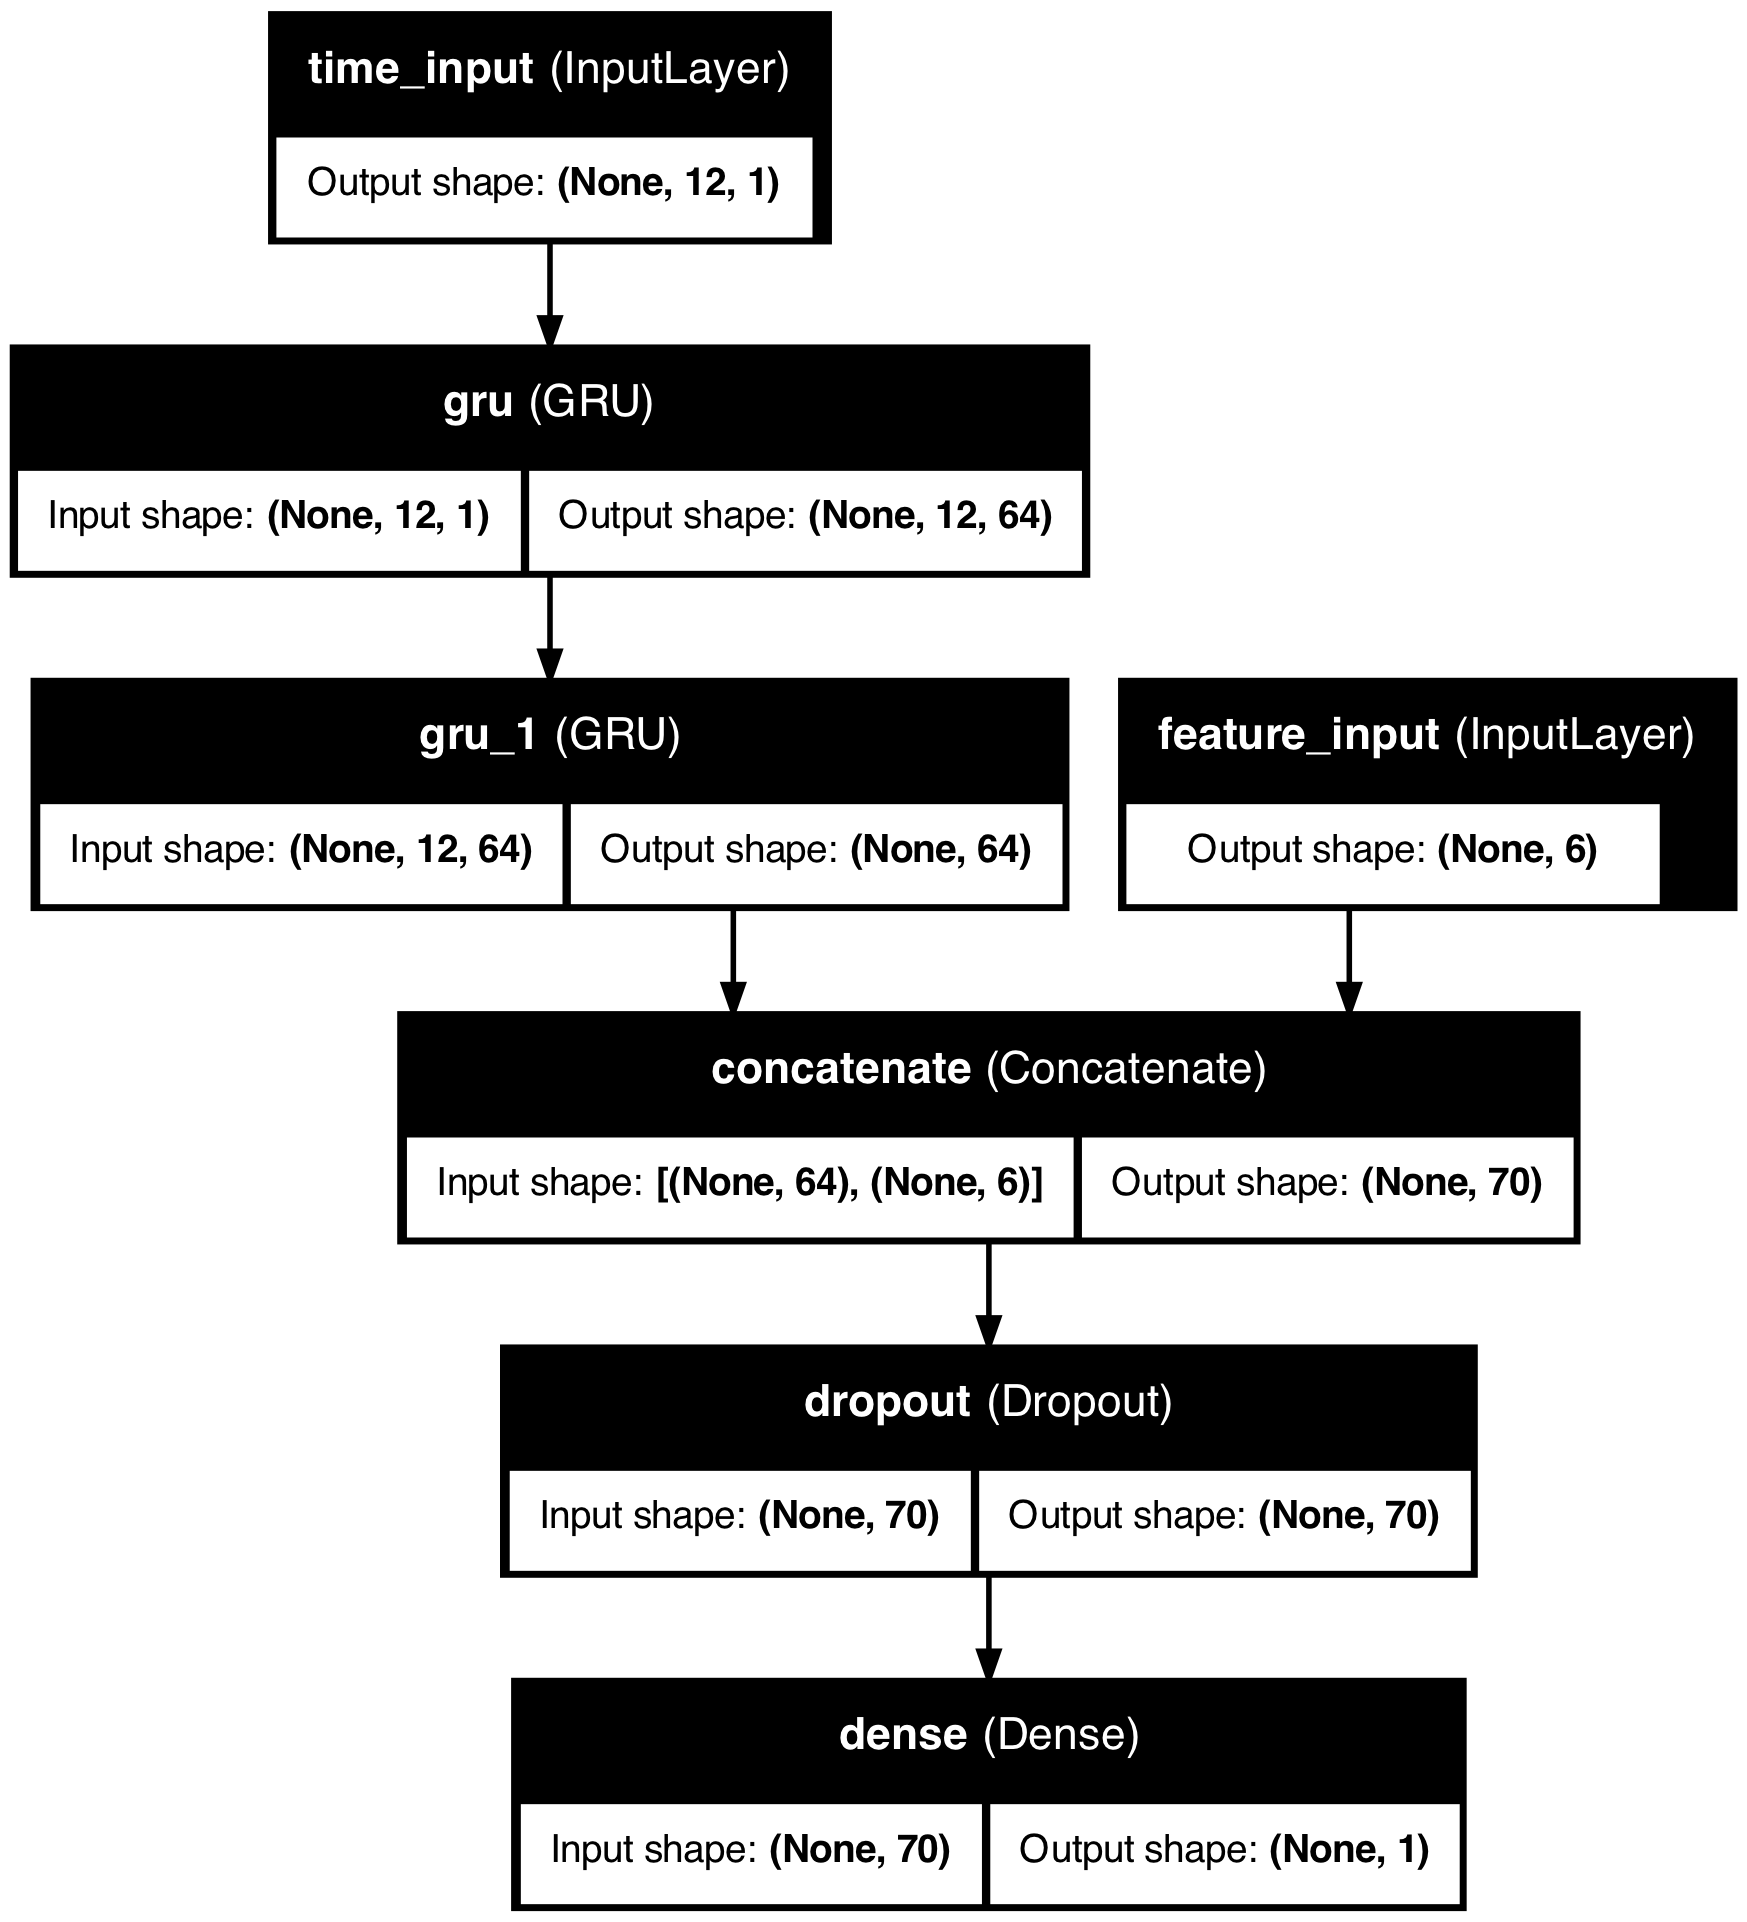 time_input (InputLayer)
Output shape: (None, 12, 1)
gru (GRU)
Input shape: (None, 12, 1)
Output shape: (None, 12, 64)
gru_1 (GRU)
Input shape: (None, 12, 64)
Output shape: (None, 64)
feature_input (InputLayer)
Output shape: (None, 6)
concatenate (Concatenate)
Input shape: [(None, 64), (None, 6)]
Output shape: (None, 70)
dropout (Dropout)
Input shape: (None, 70)
Output shape: (None, 70)
dense (Dense)
Input shape: (None, 70)
Output shape: (None, 1)